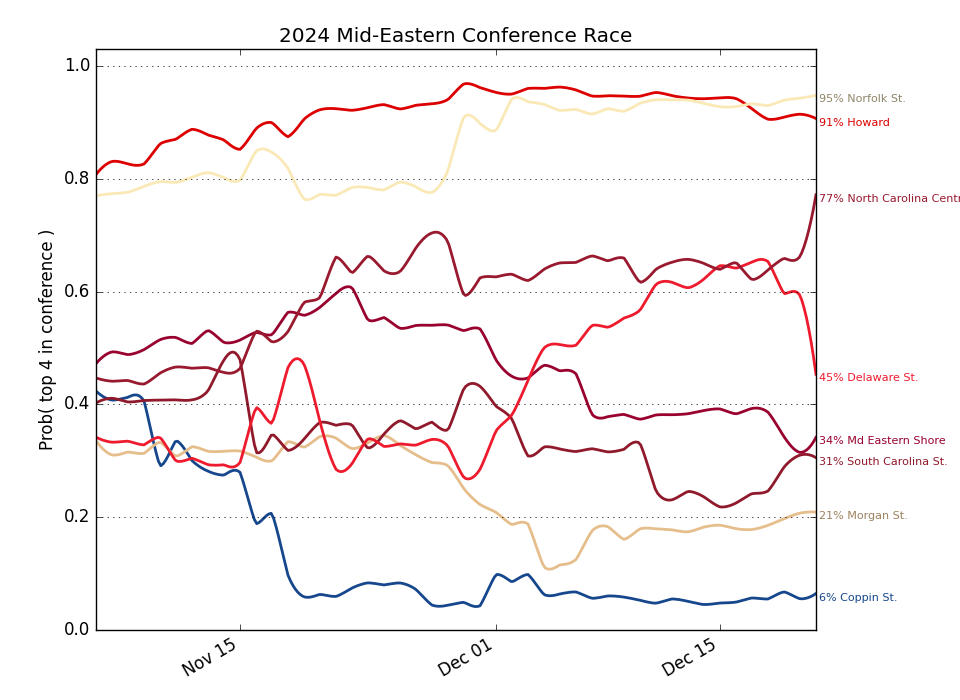 2024 Mid-Eastern Conference Race
1.0
0.8
0.6
0.4
0.2
0.0
Prob( top 4 in conference )
Nov 15
Dec 01
Dec 15
95% Norfolk St.
91% Howard
77% North Carolina Centr
45% Delaware St.
34% Md Eastern Shore
31% South Carolina St.
21% Morgan St.
6% Coppin St.